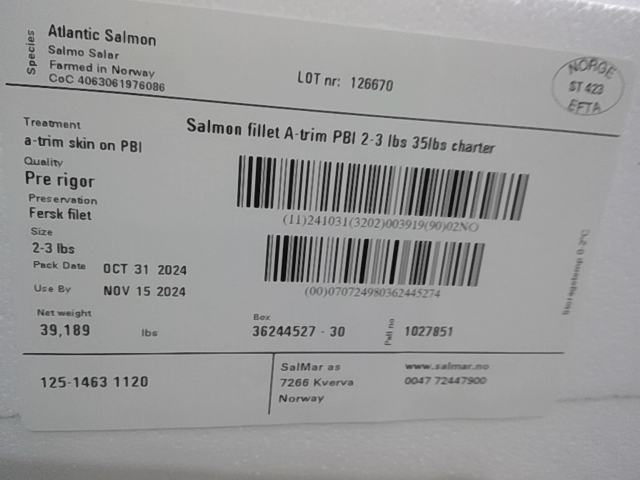 Species
Atlantic Salmon
Salmo Salar
Farmed in Norway
CoC 4063061976086
LOT nr: 126670
NORGE
ST 423
EFTA
Treatment
a-trim skin on PBI
Quality
Pre rigor
Preservation
Fersk filet
Size
2-3 lbs
Pack Date OCT 31 2024
Use By NOV 15 2024
Net weight
39,189 lbs
Salmon fillet A-trim PBI 2-3 lbs 35lbs charter
(11)241031(3202)003919(90)02NO
(00)070724980362445274
Box
36244527 - 30
Pall no
1027851
Storagetemp 0-2°C
125-1463 1120
SalMar as
7266 Kverva
Norway
www.salmar.no
0047 72447900